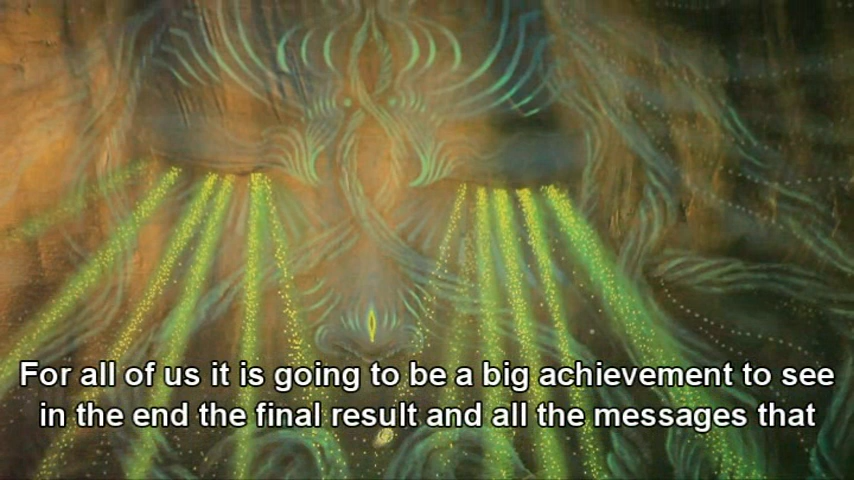 For all of us it is going to be a big achievement to see
in the end the final result and all the messages that